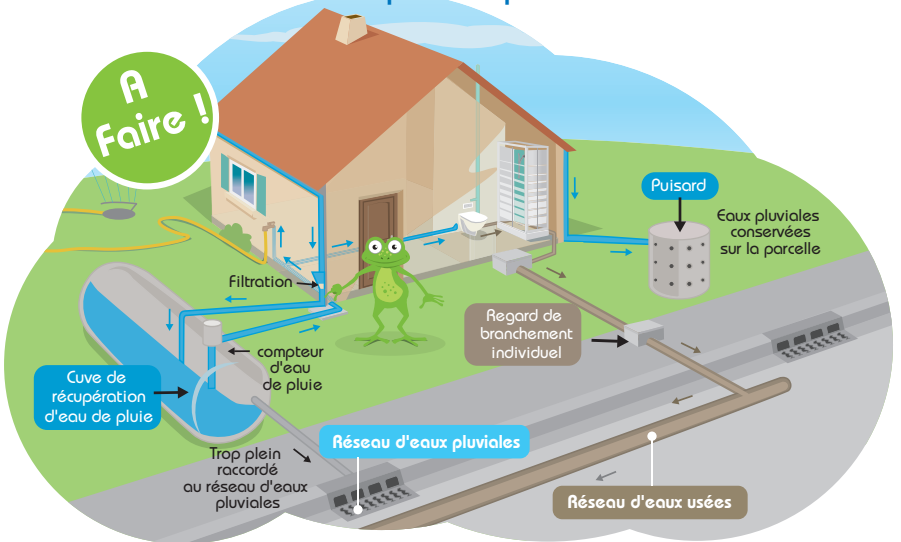 A
Faire !
Puisard
Eaux pluviales
conservées
sur la parcelle
Filtration
Regard de
branchement
individuel
compteur
d'eau
de pluie
Cuve de
récupération
d'eau de pluie
Réseau d'eaux pluviales
Trop plein
raccordé
au réseau d'eaux
pluviales
Réseau d'eaux usées